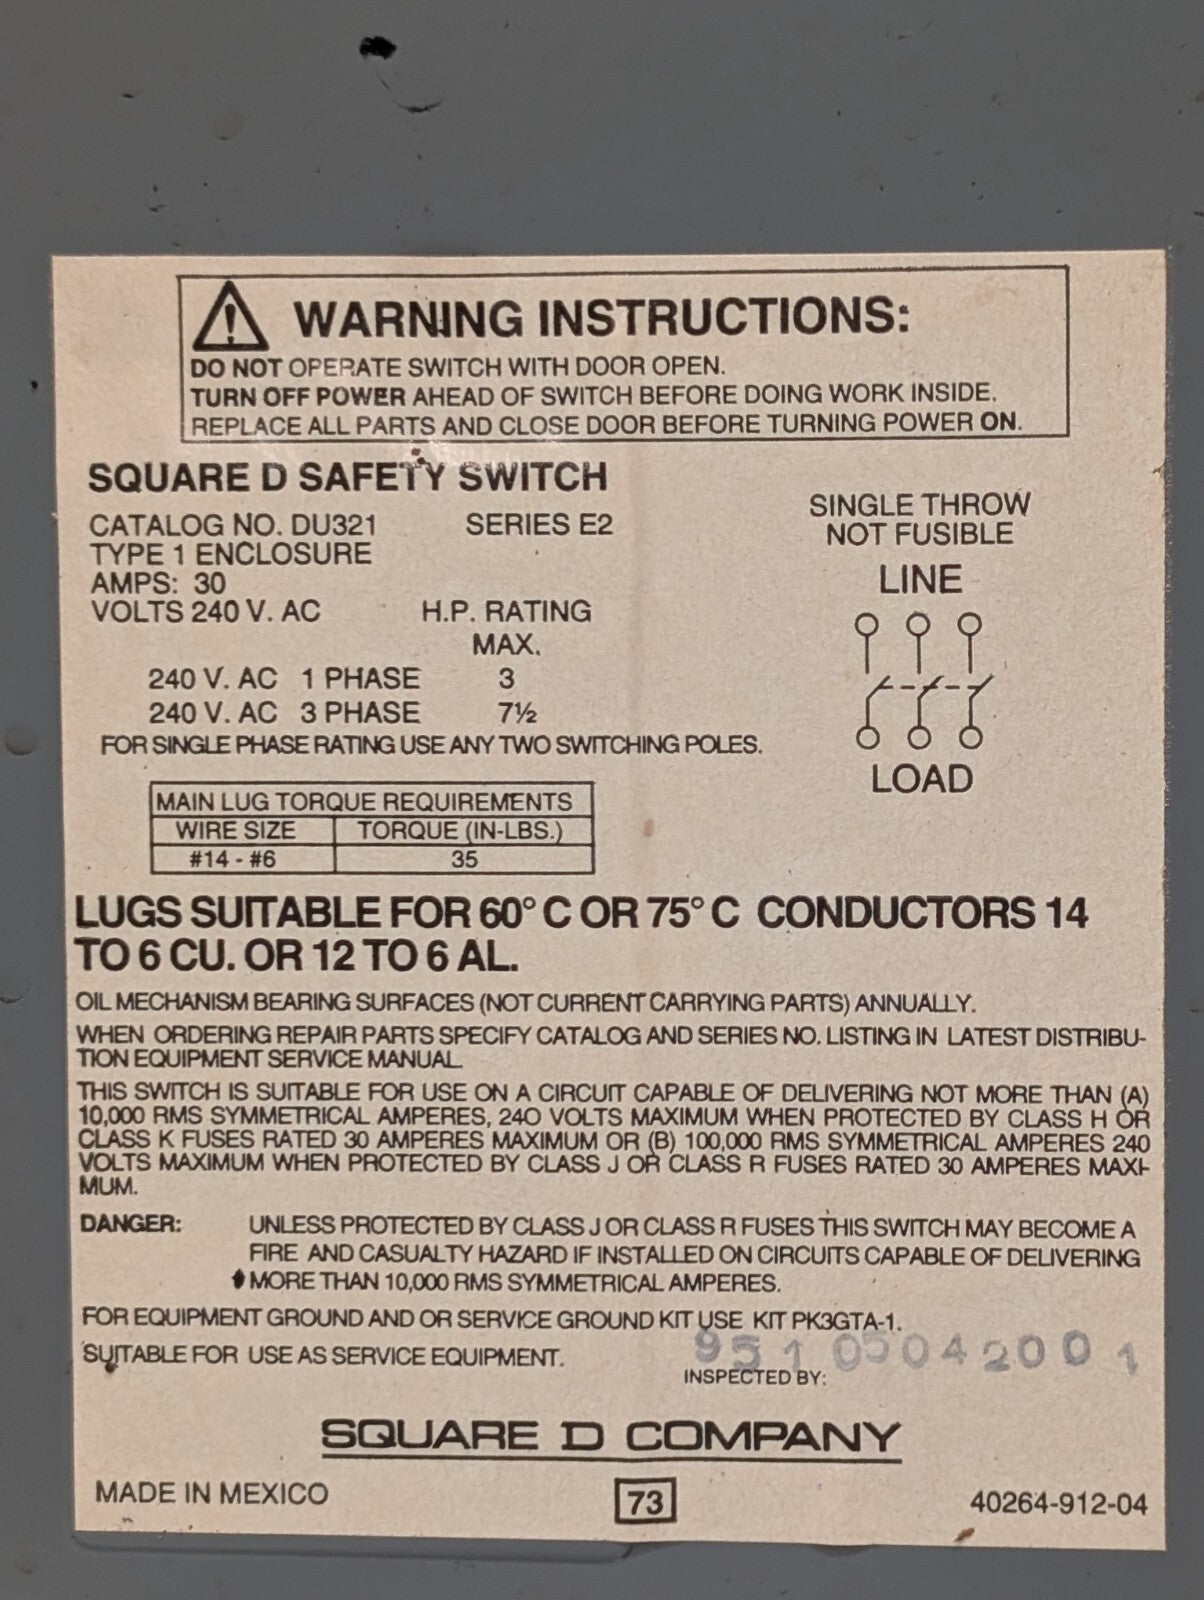 WARNING INSTRUCTIONS:
DO NOT OPERATE SWITCH WITH DOOR OPEN.
TURN OFF POWER AHEAD OF SWITCH BEFORE DOING WORK INSIDE.
REPLACE ALL PARTS AND CLOSE DOOR BEFORE TURNING POWER ON.
SQUARE D SAFETY SWITCH
CATALOG NO. DU321 SERIES E2
TYPE 1 ENCLOSURE
AMPS: 30
VOLTS 240 V. AC H.P. RATING
MAX.
240 V. AC 1 PHASE 3
240 V. AC 3 PHASE 7½
FOR SINGLE PHASE RATING USE ANY TWO SWITCHING POLES.
SINGLE THROW
NOT FUSIBLE
LINE
LOAD
MAIN LUG TORQUE REQUIREMENTS
WIRE SIZE TORQUE (IN-LBS.)
#14 - #6 35
LUGS SUITABLE FOR 60° C OR 75° C CONDUCTORS 14
TO 6 CU. OR 12 TO 6 AL.
OIL MECHANISM BEARING SURFACES (NOT CURRENT CARRYING PARTS) ANNUALLY.
WHEN ORDERING REPAIR PARTS SPECIFY CATALOG AND SERIES NO. LISTING IN LATEST DISTRIBU-
TION EQUIPMENT SERVICE MANUAL
THIS SWITCH IS SUITABLE FOR USE ON A CIRCUIT CAPABLE OF DELIVERING NOT MORE THAN (A)
10,000 RMS SYMMETRICAL AMPERES, 240 VOLTS MAXIMUM WHEN PROTECTED BY CLASS H OR
CLASS K FUSES RATED 30 AMPERES MAXIMUM OR (B) 100,000 RMS SYMMETRICAL AMPERES 240
VOLTS MAXIMUM WHEN PROTECTED BY CLASS J OR CLASS R FUSES RATED 30 AMPERES MAXI-
MUM.
DANGER: UNLESS PROTECTED BY CLASS J OR CLASS R FUSES THIS SWITCH MAY BECOME A
FIRE AND CASUALTY HAZARD IF INSTALLED ON CIRCUITS CAPABLE OF DELIVERING
MORE THAN 10,000 RMS SYMMETRICAL AMPERES.
FOR EQUIPMENT GROUND AND OR SERVICE GROUND KIT USE KIT PK3GTA-1.
SUITABLE FOR USE AS SERVICE EQUIPMENT.
951 05042001
INSPECTED BY:
SQUARE D COMPANY
MADE IN MEXICO 73 40264-912-04